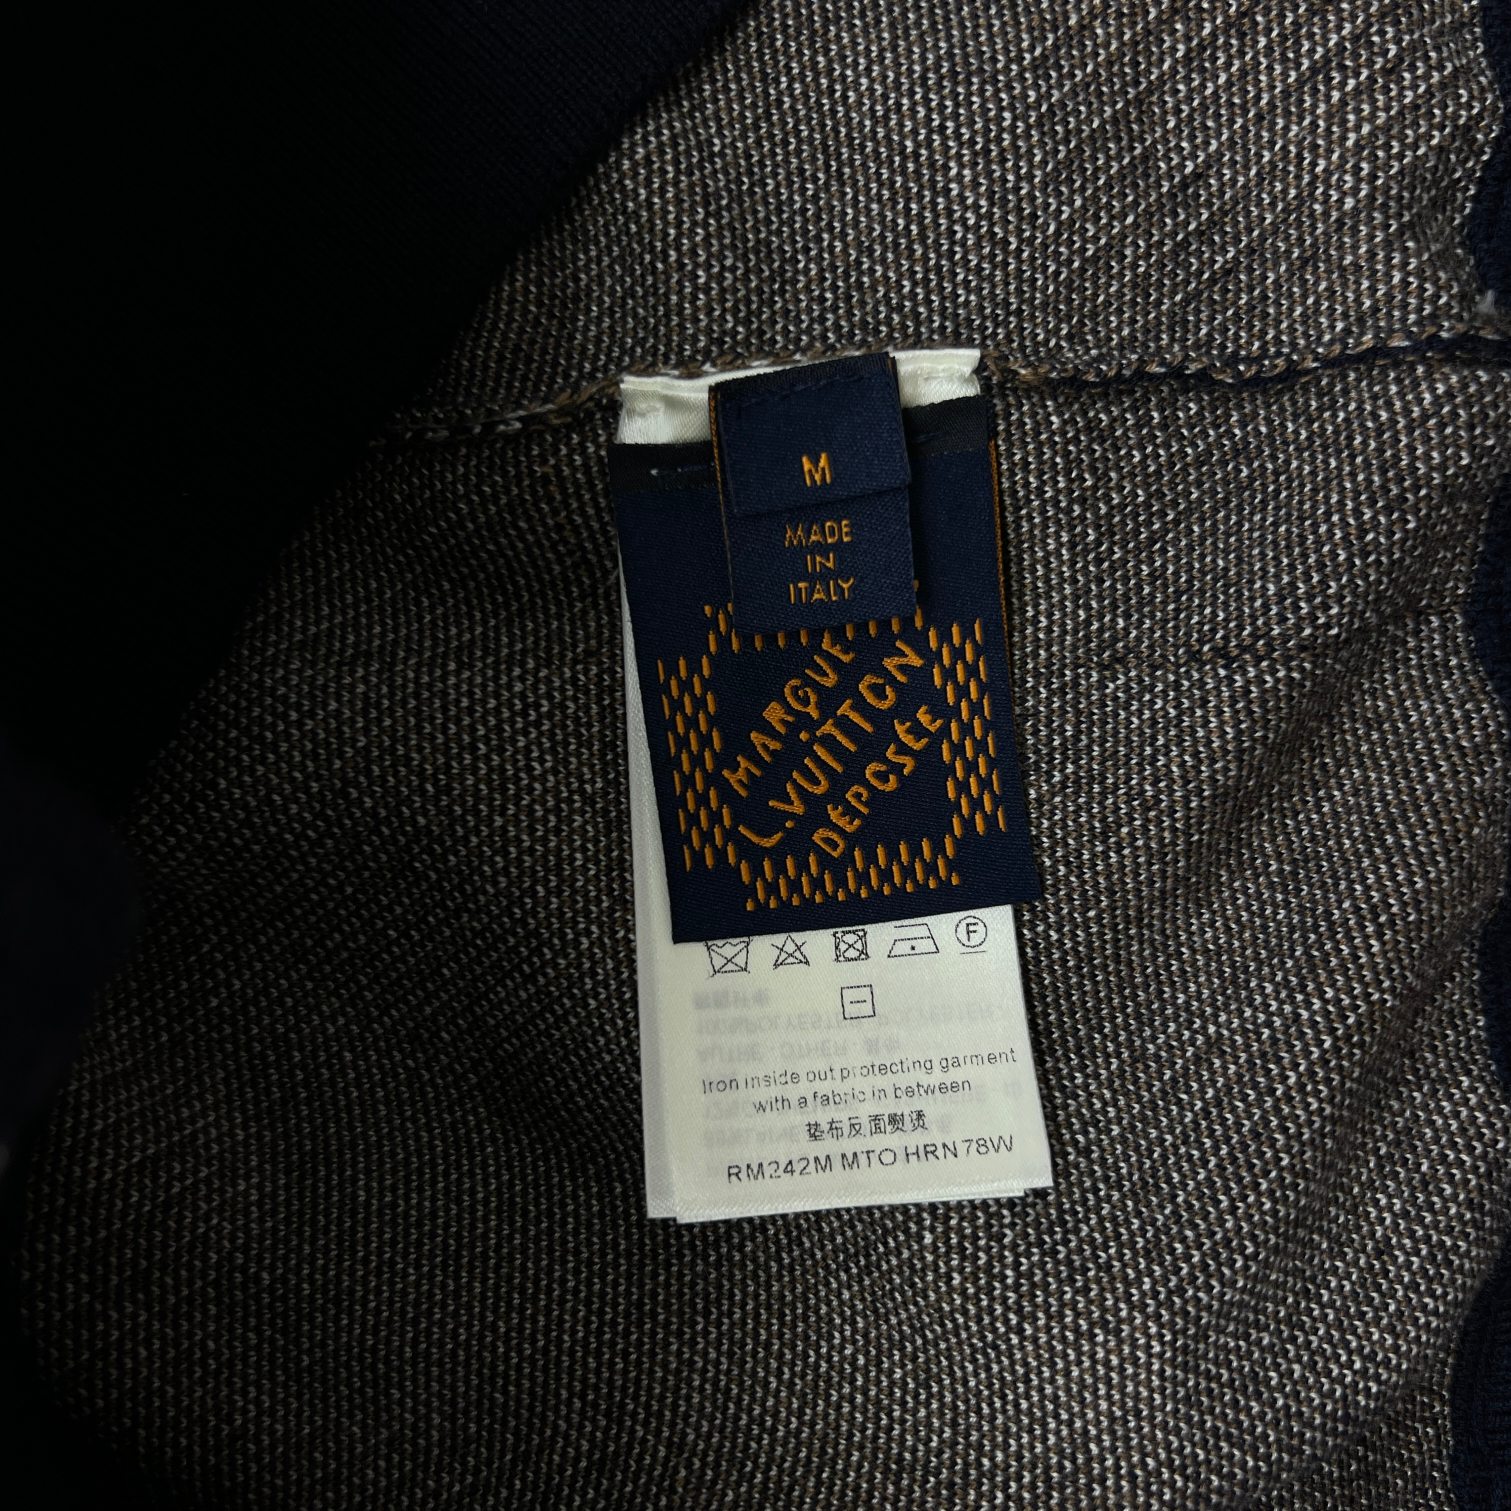 M
MADE
IN
ITALY
MARQUE
L.VUITTON
DÉPOSÉE
F
Iron inside out protecting garment
with a fabric in between
垫布反面熨烫
RM242M MTO HRN78W